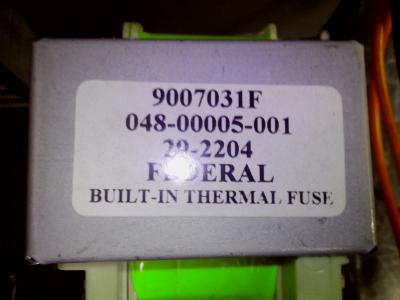 9007031F
048-00005-001
29-2204
FEDERAL
BUILT-IN THERMAL FUSE